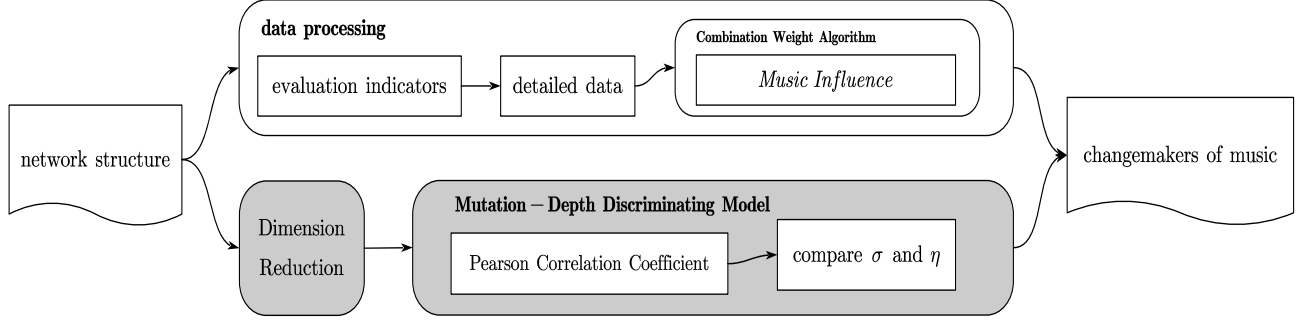 network structure
data processing
evaluation indicators
detailed data
Combination Weight Algorithm
Music Influence
Dimension
Reduction
Mutation – Depth Discriminating Model
Pearson Correlation Coefficient
compare σ and η
changemakers of music